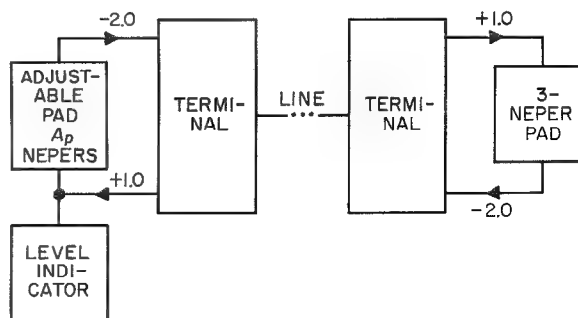 -2.0
ADJUST-
ABLE
PAD
Ap
NEPERS
+1.0
LEVEL
INDI-
CATOR
TERMI-
NAL
LINE
TERMI-
NAL
+1.0
3-
NEPER
PAD
-2.0